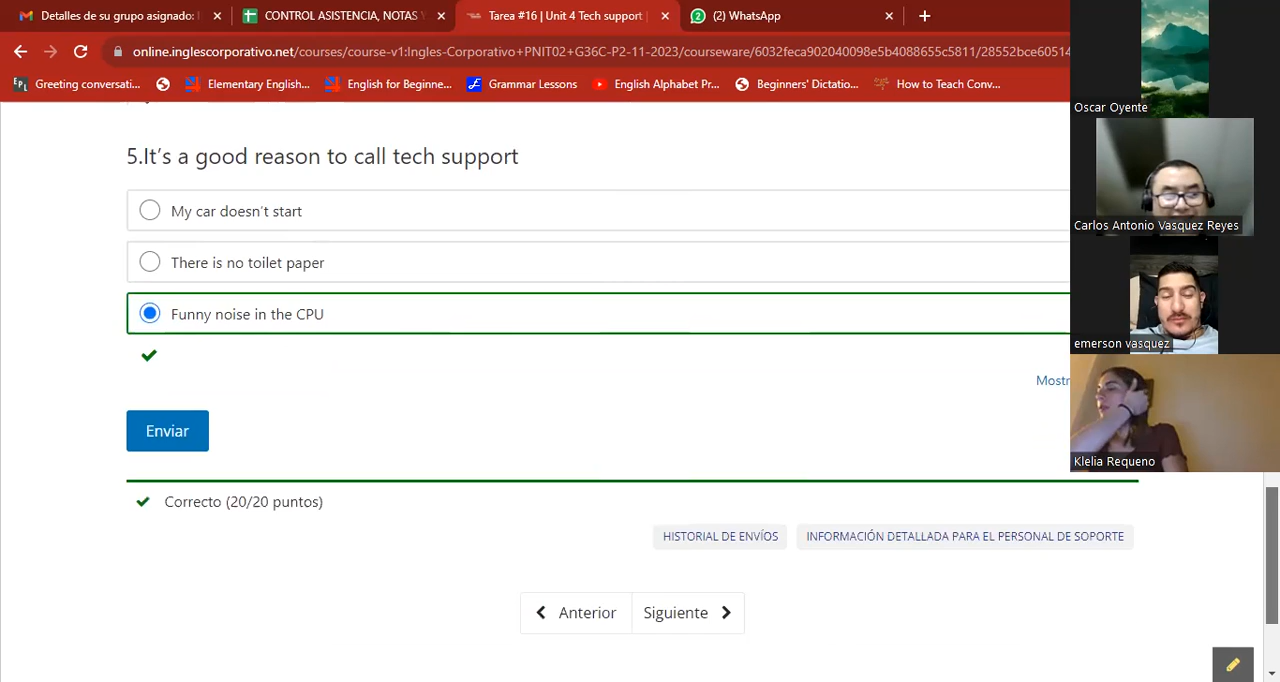 Detalles de su grupo asignado:
CONTROL ASISTENCIA, NOTAS Y
Tarea #16 | Unit 4 Tech support |
(2) WhatsApp
online.inglescorporativo.net/courses/course-v1:Ingles-Corporativo+PNIT02+G36C-P2-11-2023/courseware/6032feca902040098e5b4088655c5811/28552bce60514
Greeting conversati...
Elementary English...
English for Beginne...
Grammar Lessons
English Alphabet Pr...
Beginners' Dictatio...
How to Teach Conv...
Oscar Oyente
Carlos Antonio Vasquez Reyes
emerson vasquez
Klelia Requeno
5.It's a good reason to call tech support
My car doesn't start
There is no toilet paper
Funny noise in the CPU
Mostr
Enviar
Correcto (20/20 puntos)
HISTORIAL DE ENVÍOS
INFORMACIÓN DETALLADA PARA EL PERSONAL DE SOPORTE
Anterior
Siguiente